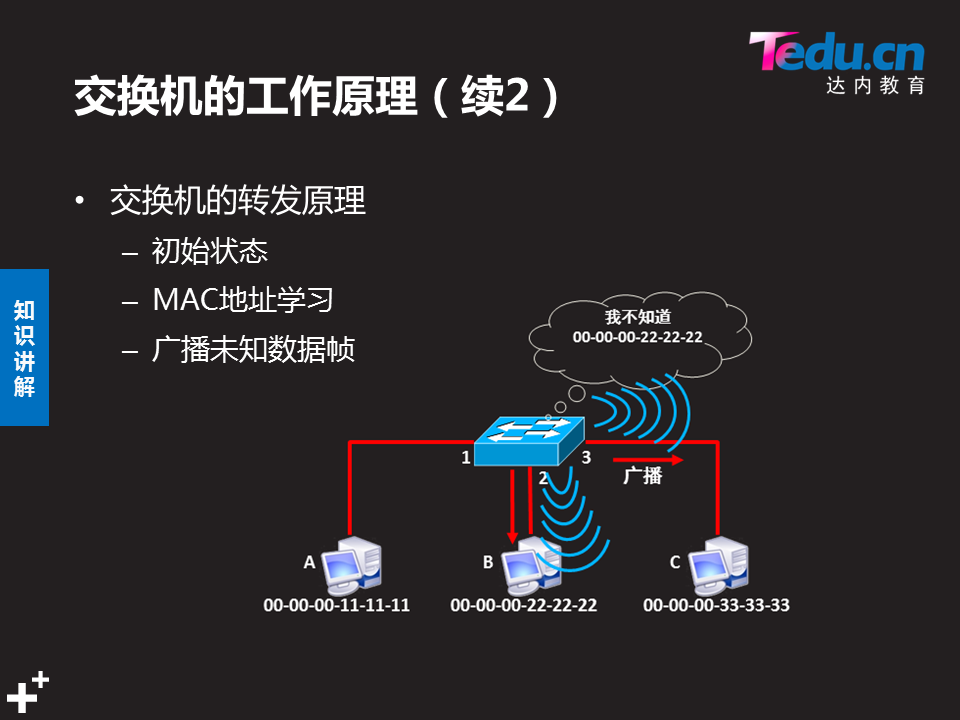 Tedu.cn
达内教育
交换机的工作原理（续2）
• 交换机的转发原理
– 初始状态
– MAC地址学习
– 广播未知数据帧
知识讲解
我不知道
00-00-00-22-22-22
1
2
3
广播
A
B
C
00-00-00-11-11-11
00-00-00-22-22-22
00-00-00-33-33-33